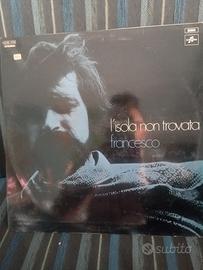 l'isola non trovata
francesco
subito